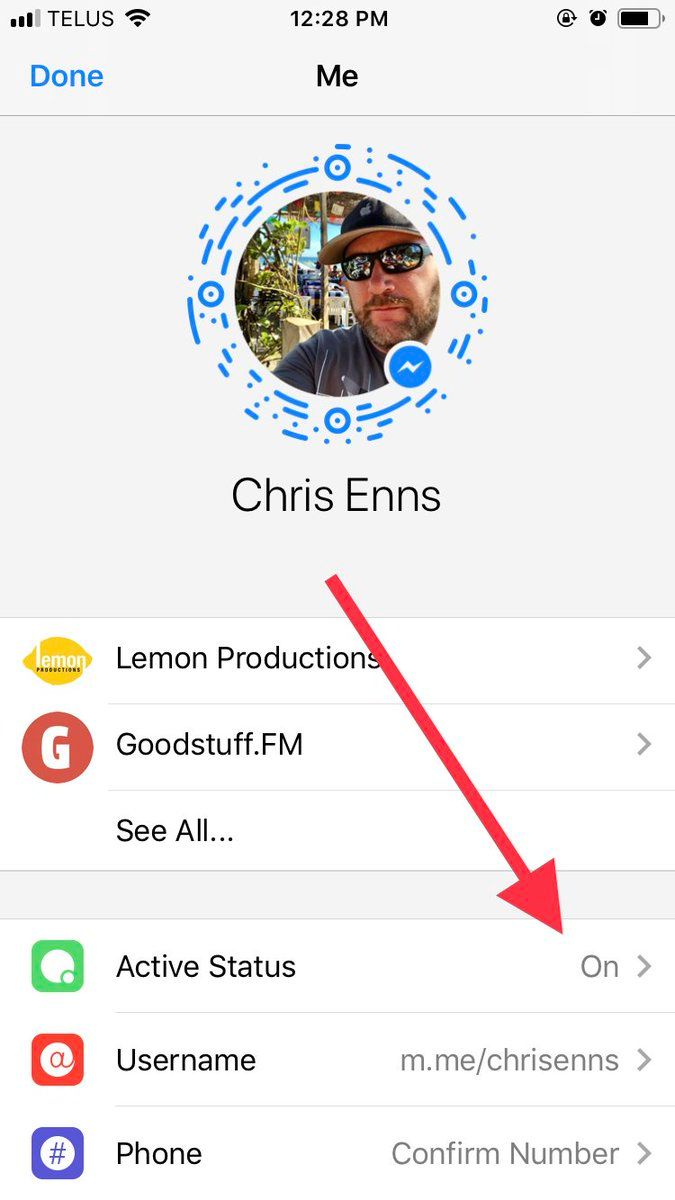 TELUS 12:28 PM
Done Me
Chris Enns
lemon
PRODUCTIONS
Lemon Productions
G
Goodstuff.FM
See All...
Active Status On
@ Username m.me/chrisenns
# Phone Confirm Number